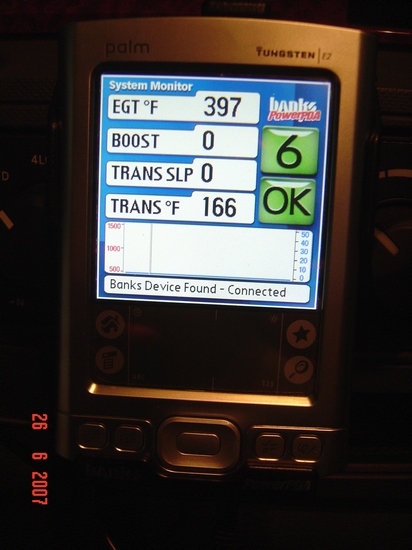 palm
TUNGSTEN | E2
System Monitor
EGT °F 397
banks
PowerPDA
BOOST 0
6
TRANS SLP 0
OK
TRANS °F 166
1500
1000
500
50
40
30
20
10
0
Banks Device Found - Connected
4L
D
26 6 2007